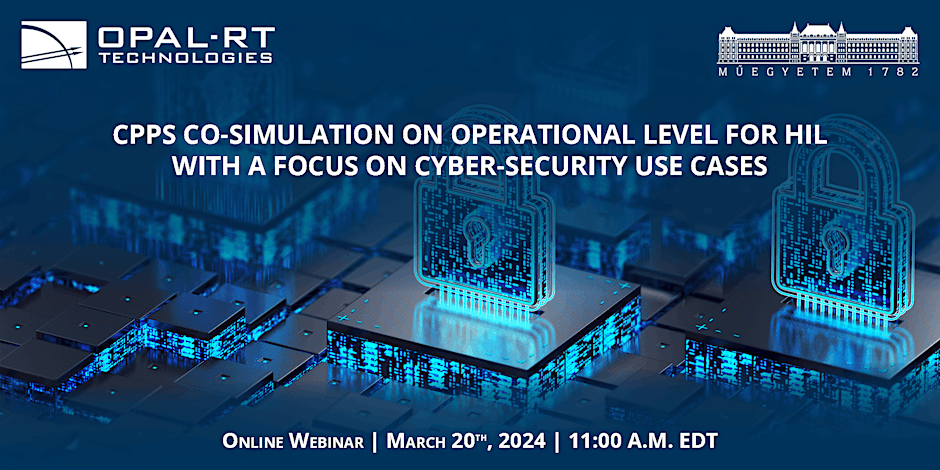 OPAL-RT
TECHNOLOGIES
MŰEGYETEM 1782
CPPS CO-SIMULATION ON OPERATIONAL LEVEL FOR HIL
WITH A FOCUS ON CYBER-SECURITY USE CASES
ONLINE WEBINAR | MARCH 20TH, 2024 | 11:00 A.M. EDT